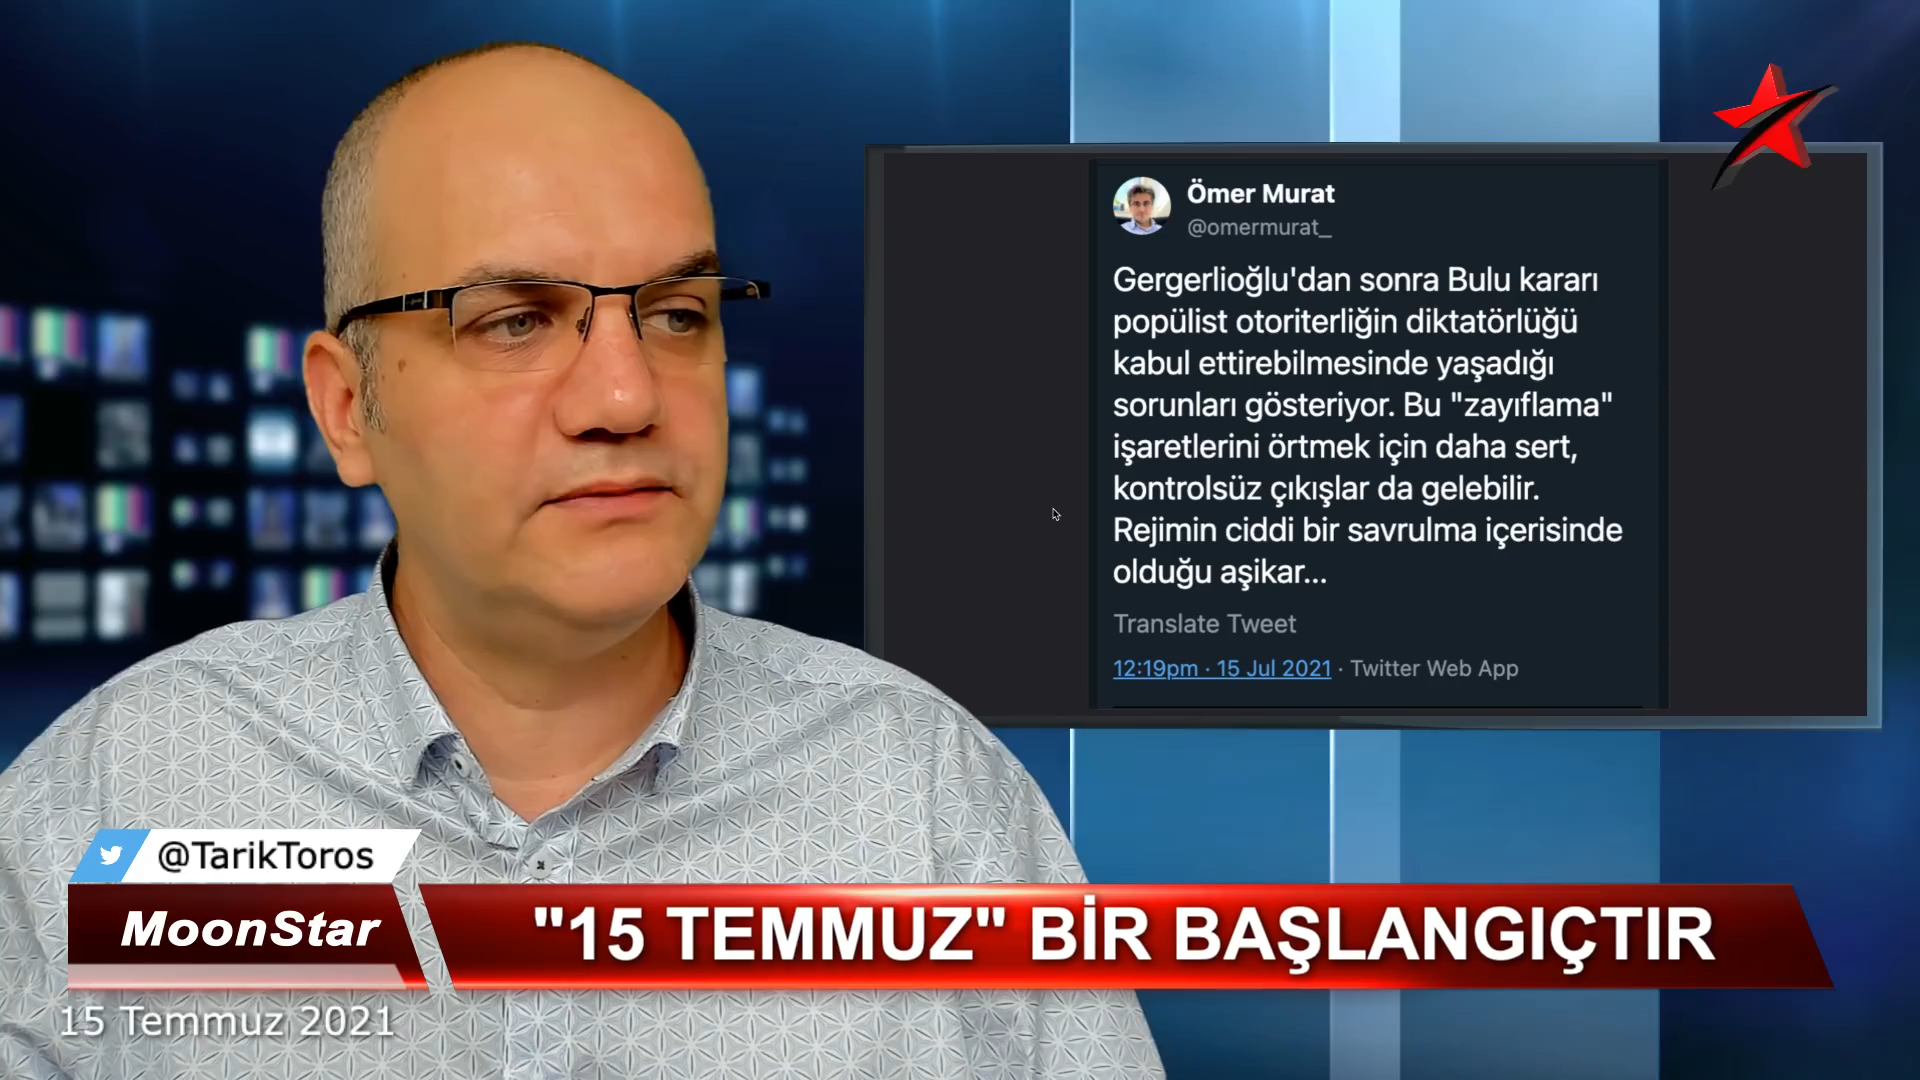 Ömer Murat
@omermurat_
Gergerlioğlu'dan sonra Bulu kararı
popülist otoriterliğin diktatörlüğü
kabul ettirebilmesinde yaşadığı
sorunları gösteriyor. Bu "zayıflama"
işaretlerini örtmek için daha sert,
kontrolsüz çıkışlar da gelebilir.
Rejimin ciddi bir savrulma içerisinde
olduğu aşikar...
Translate Tweet
12:19pm · 15 Jul 2021 · Twitter Web App
@TarikToros
MoonStar
"15 TEMMUZ" BİR BAŞLANGIÇTIR
15 Temmuz 2021